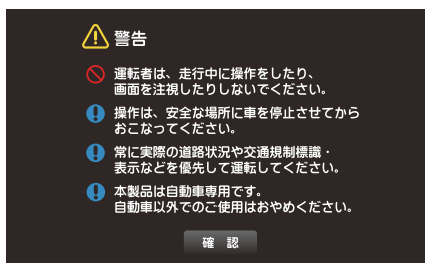 警告
運転者は、走行中に操作をしたり、
画面を注視したりしないでください。
操作は、安全な場所に車を停止させてから
おこなってください。
常に実際の道路状況や交通規制標識・
表示などを優先して運転してください。
本製品は自動車専用です。
自動車以外でのご使用はおやめください。
確 認